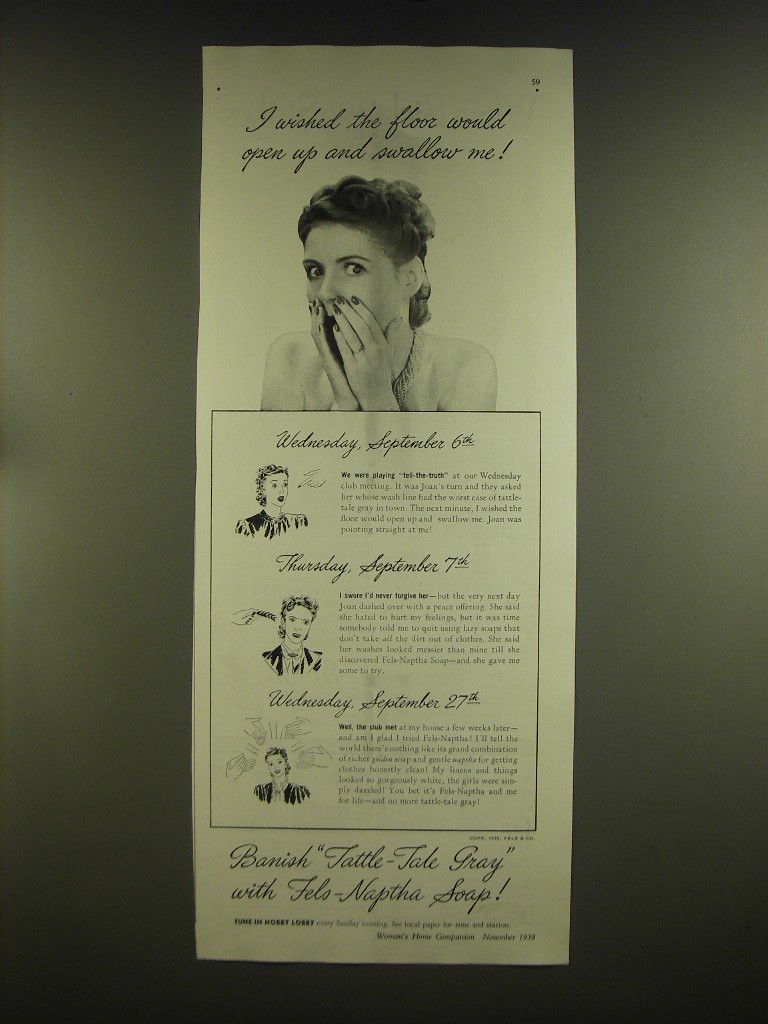 59
I wished the floor would
open up and swallow me!
Wednesday, September 6th
We were playing "tell-the-truth" at our Wednesday
club meeting. It was Joan's turn and they asked
her whose wash line had the worst case of tattle-
tale gray in town. The next minute, I wished the
floor would open up and swallow me. Joan was
pointing straight at me!
Thursday, September 7th
I swore I'd never forgive her—but the very next day
Joan dashed over with a peace offering. She said
she hated to hurt my feelings, but it was time
somebody told me to quit using lazy soaps that
don't take all the dirt out of clothes. She said
her washes looked messier than mine till she
discovered Fels-Naptha Soap—and she gave me
some to try.
Wednesday, September 27th
Well, the club met at my house a few weeks later—
and am I glad I tried Fels-Naptha! I'll tell the
world there's nothing like its grand combination
of richer golden soap and gentle naptha for getting
clothes honestly clean! My linens and things
looked so gorgeously white, the girls were sim-
ply dazzled! You bet it's Fels-Naptha and me
for life—and no more tattle-tale gray!
COPR. 1939, FELS & CO.
Banish "Tattle-Tale Gray"
with Fels-Naptha Soap!
TUNE IN HOBBY LOBBY every Sunday evening. See local paper for time and station.
Woman's Home Companion November 1939